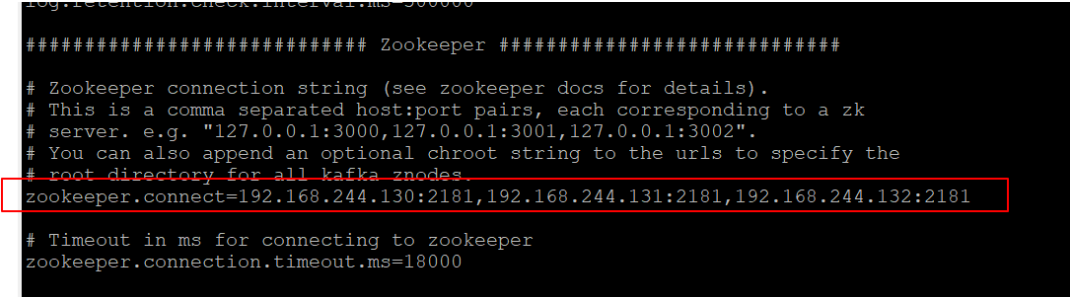 log.retention.check.interval.ms=300000
############################# Zookeeper #############################
# Zookeeper connection string (see zookeeper docs for details).
# This is a comma separated host:port pairs, each corresponding to a zk
# server. e.g. "127.0.0.1:3000,127.0.0.1:3001,127.0.0.1:3002".
# You can also append an optional chroot string to the urls to specify the
# root directory for all kafka znodes.
zookeeper.connect=192.168.244.130:2181,192.168.244.131:2181,192.168.244.132:2181
# Timeout in ms for connecting to zookeeper
zookeeper.connection.timeout.ms=18000